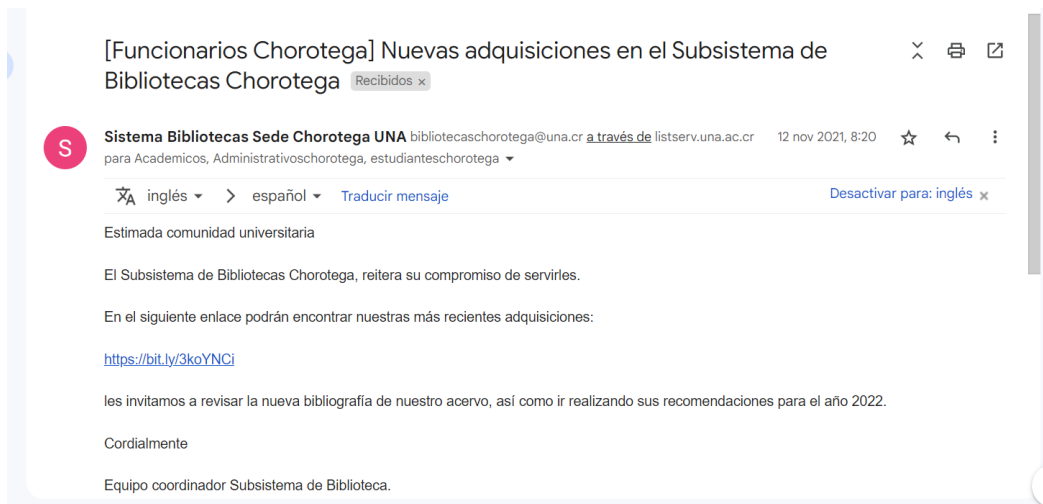 [Funcionarios Chorotega] Nuevas adquisiciones en el Subsistema de
Bibliotecas Chorotega Recibidos ×
S
Sistema Bibliotecas Sede Chorotega UNA bibliotecaschorotega@una.cr a través de listserv.una.ac.cr 12 nov 2021, 8:20
para Academicos, Administrativoschorotega, estudianteschorotega
inglés > español Traducir mensaje Desactivar para: inglés ×
Estimada comunidad universitaria
El Subsistema de Bibliotecas Chorotega, reitera su compromiso de servirles.
En el siguiente enlace podrán encontrar nuestras más recientes adquisiciones:
https://bit.ly/3koYNCi
les invitamos a revisar la nueva bibliografía de nuestro acervo, así como ir realizando sus recomendaciones para el año 2022.
Cordialmente
Equipo coordinador Subsistema de Biblioteca.